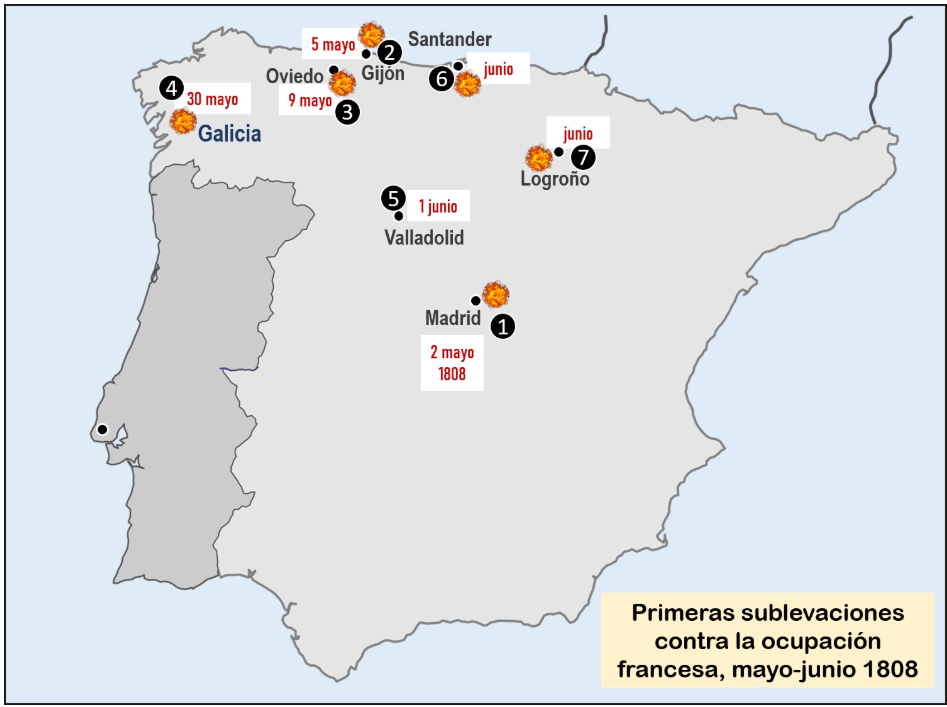 Santander
5 mayo
2
junio
Oviedo
Gijón
6
4
30 mayo
9 mayo
3
Galicia
junio
7
Logroño
5
1 junio
Valladolid
Madrid
1
2 mayo
1808
Primeras sublevaciones
contra la ocupación
francesa, mayo-junio 1808